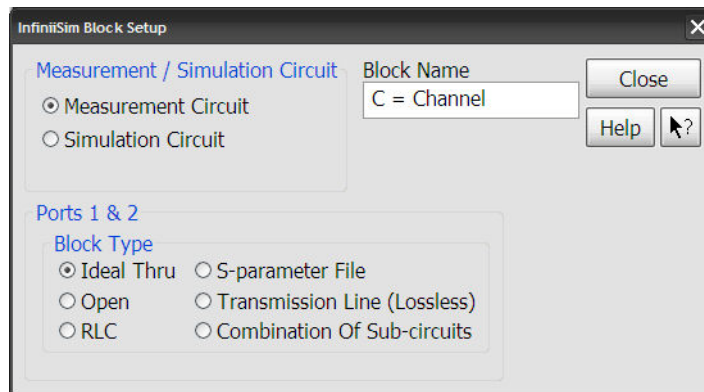 InfiniiSim Block Setup
Measurement / Simulation Circuit
Measurement Circuit
Simulation Circuit
Block Name
C = Channel
Close
Help
?
Ports 1 & 2
Block Type
Ideal Thru
S-parameter File
Open
Transmission Line (Lossless)
RLC
Combination Of Sub-circuits